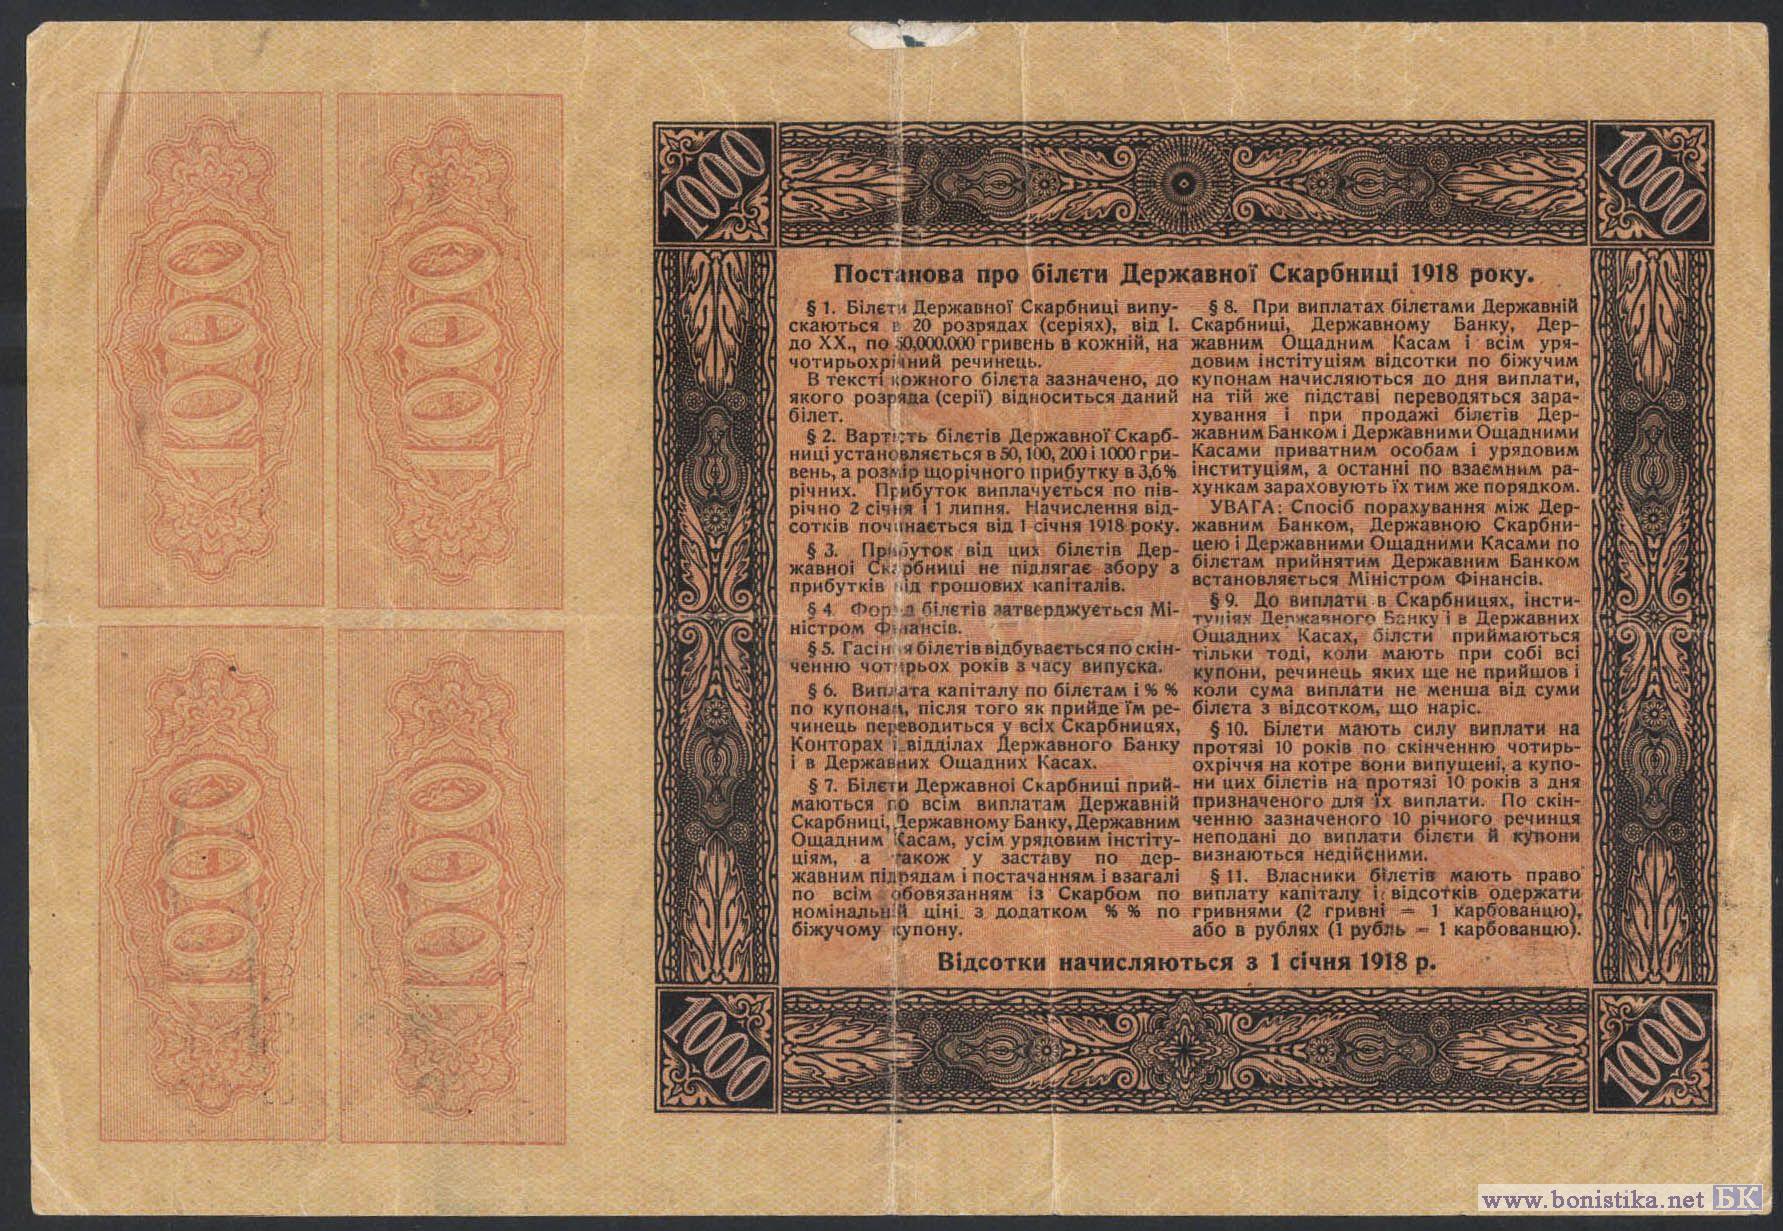 1000
1000
1000
1000
1000
1000
Постанова про білєти Державної Скарбниці 1918 року.
§ 1. Білєти Державної Скарбниці випу-
скаються в 20 розрядах (серіях), від I.
до XX., по 50,000.000 гривень в кожній, на
чотирьохрічний речинець.
В тексті кожного білєта зазначено, до
якого розряда (серії) відноситься даний
білет.
§ 2. Вартість білєтів Державної Скарб-
ниці установляється в 50, 100, 200 і 1000 гри-
вень, а розмір щорічного прибутку в 3,6%
річних. Прибуток виплачується по пів-
річно 2 січня і 1 липня. Начислення від-
сотків починається від 1 січня 1918 року.
§ 3. Прибуток від цих білєтів Дер-
жавної Скарбниці не підлягає збору з
прибутків від грошових капіталів.
§ 4. Форма білєтів затверджується Мі-
ністром Фінансів.
§ 5. Гасіння білєтів відбувається по скін-
ченню чотирьох років з часу випуска.
§ 6. Виплата капіталу по білєтам і % %
по купонам, після того як прийде їм ре-
чинець переводиться у всіх Скарбницях,
Конторах і відділах Державного Банку
і в Державних Ощадних Касах.
§ 7. Білєти Державної Скарбниці прий-
маються по всім виплатам Державній
Скарбниці, Державному Банку, Державним
Ощадним Касам, усім урядовим інститу-
ціям, а також у заставу по дер-
жавним підрядам і постачанням і взагалі
по всім обовязанням із Скарбом по
номінальній ціні з додатком % % по
біжучому купону.
§ 8. При виплатах білєтами Державній
Скарбниці, Державному Банку, Дер-
жавним Ощадним Касам і всім уря-
довим інституціям відсотки по біжучим
купонам начисляються до дня виплати,
на тій же підставі переводяться зара-
хування і при продажі білєтів Дер-
жавним Банком і Державними Ощадними
Касами приватним особам і урядовим
інституціям, а останні по взаємним ра-
хункам зараховують їх тим же порядком.
УВАГА: Спосіб порахування між Дер-
жавним Банком, Державною Скарбни-
цею і Державними Ощадними Касами по
білєтам прийнятим Державним Банком
встановляється Міністром Фінансів.
§ 9. До виплати в Скарбницях, інсти-
туціях Державного Банку і в Державних
Ощадних Касах, білєти приймаються
тільки тоді, коли мають при собі всі
купони, речинець яких ще не прийшов і
коли сума виплати не менша від суми
білєта з відсотком, що наріс.
§ 10. Білєти мають силу виплати на
протязі 10 років по скінченню чотирь-
охріччя на котре вони випущені, а купо-
ни цих білєтів на протязі 10 років з дня
призначеного для їх виплати. По скін-
ченню зазначеного 10 річного речинця
неподані до виплати білєти й купони
визнаються недійсними.
§ 11. Власники білєтів мають право
виплату капіталу і відсотків одержати
гривнями (2 гривні = 1 карбованцю),
або в рублях (1 рубль = 1 карбованцю).
Відсотки начисляються з 1 січня 1918 р.
1000
1000
1000
1000
www.bonistika.net БК